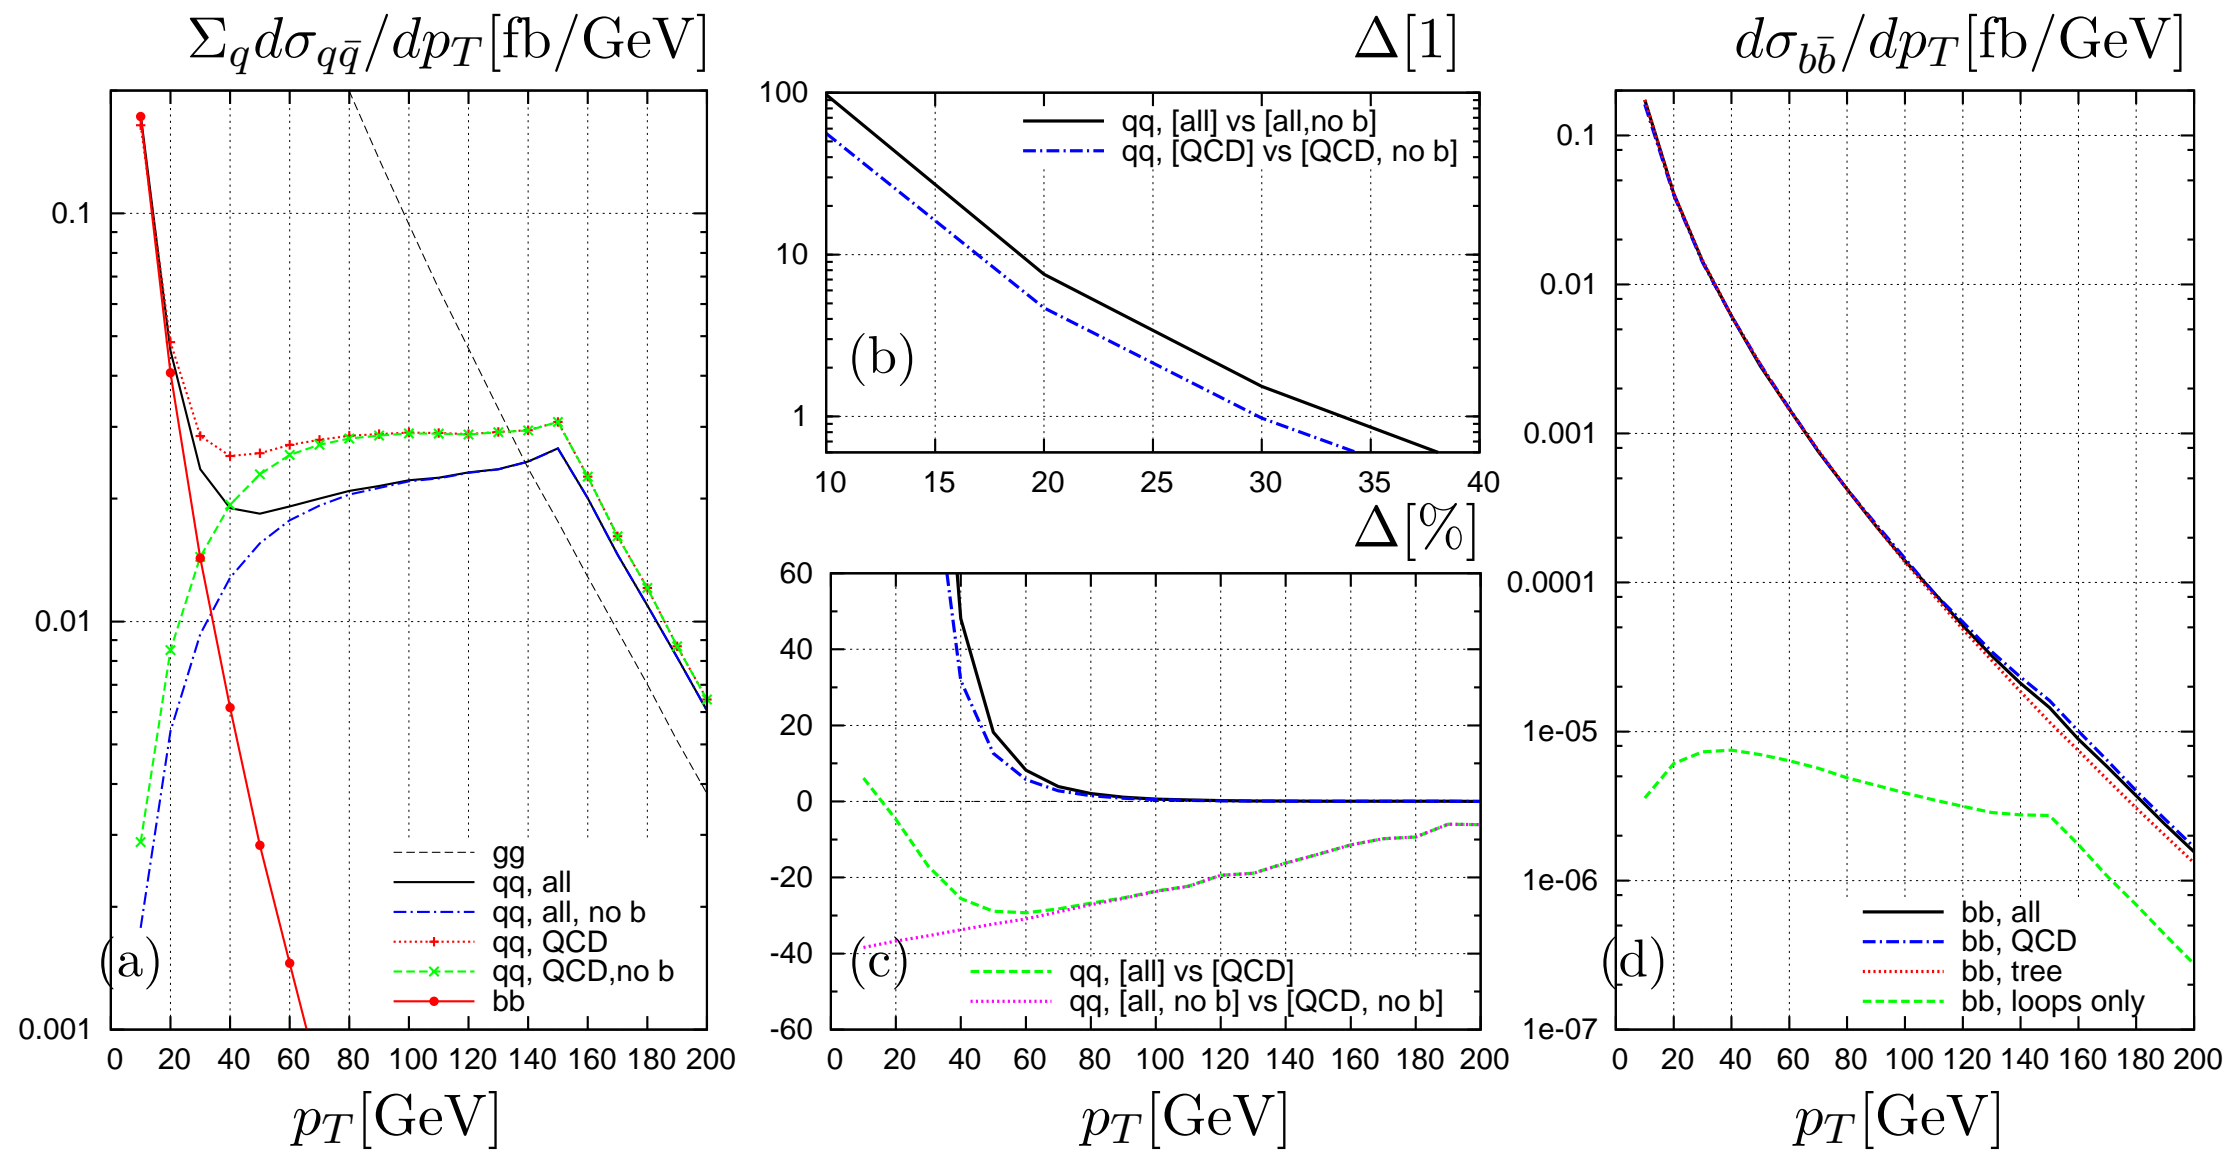 Σ_q dσ_{qq̄}/dp_T[fb/GeV]
0.1
0.01
0.001
0 20 40 60 80 100 120 140 160 180 200
p_T[GeV]
gg
qq, all
qq, all, no b
qq, QCD
qq, QCD,no b
bb
(a)
Δ[1]
100
10
1
10 15 20 25 30 35 40
qq, [all] vs [all,no b]
qq, [QCD] vs [QCD, no b]
(b)
Δ[%]
60
40
20
0
-20
-40
-60
0 20 40 60 80 100 120 140 160 180 200
p_T[GeV]
qq, [all] vs [QCD]
qq, [all, no b] vs [QCD, no b]
(c)
dσ_{bb̄}/dp_T[fb/GeV]
0.1
0.01
0.001
0.0001
1e-05
1e-06
1e-07
0 20 40 60 80 100 120 140 160 180 200
p_T[GeV]
bb, all
bb, QCD
bb, tree
bb, loops only
(d)